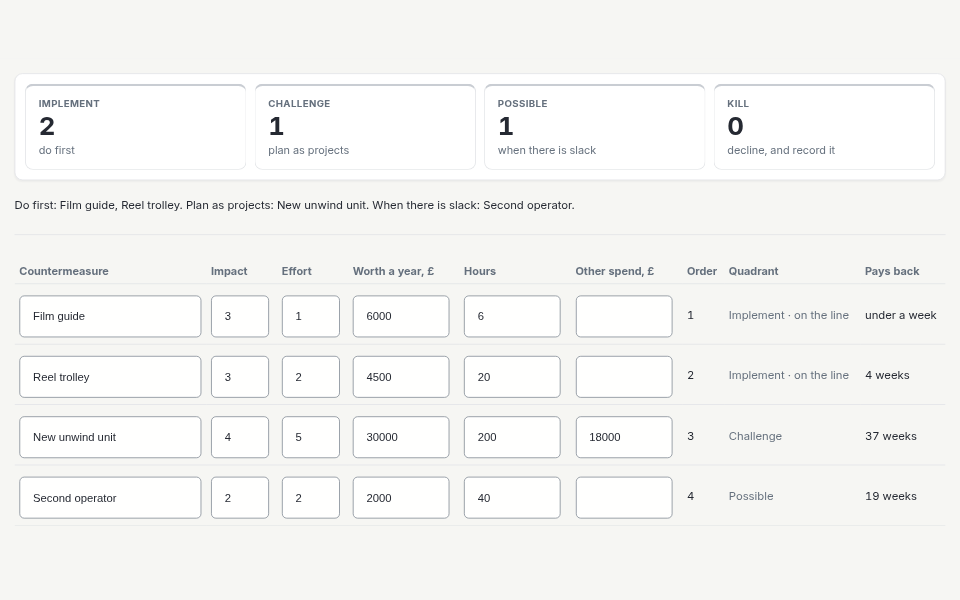 IMPLEMENT
2
do first
CHALLENGE
1
plan as projects
POSSIBLE
1
when there is slack
KILL
0
decline, and record it
Do first: Film guide, Reel trolley. Plan as projects: New unwind unit. When there is slack: Second operator.
Countermeasure Impact Effort Worth a year, £ Hours Other spend, £ Order Quadrant Pays back
Film guide 3 1 6000 6 1 Implement · on the line under a week
Reel trolley 3 2 4500 20 2 Implement · on the line 4 weeks
New unwind unit 4 5 30000 200 18000 3 Challenge 37 weeks
Second operator 2 2 2000 40 4 Possible 19 weeks